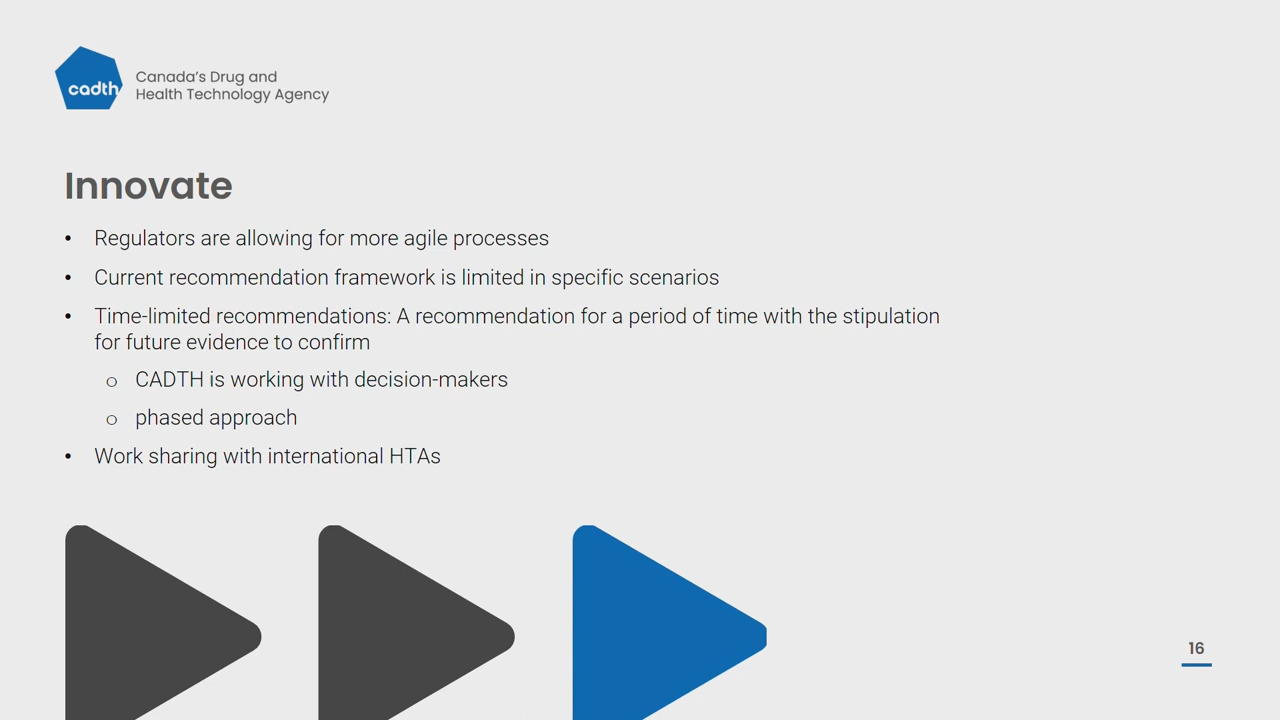 cadth
Canada's Drug and
Health Technology Agency
Innovate
• Regulators are allowing for more agile processes
• Current recommendation framework is limited in specific scenarios
• Time-limited recommendations: A recommendation for a period of time with the stipulation
for future evidence to confirm
o CADTH is working with decision-makers
o phased approach
• Work sharing with international HTAs
16